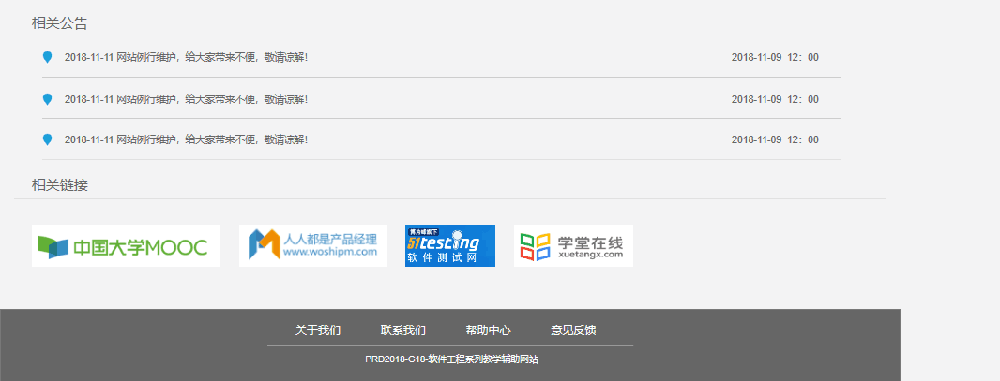 相关公告
2018-11-11 网站例行维护，给大家带来不便，敬请谅解！ 2018-11-09 12：00
2018-11-11 网站例行维护，给大家带来不便，敬请谅解！ 2018-11-09 12：00
2018-11-11 网站例行维护，给大家带来不便，敬请谅解！ 2018-11-09 12：00
相关链接
中国大学MOOC
人人都是产品经理
www.woshipm.com
博为峰旗下
51testing
软件测试网
学堂在线
xuetangx.com
关于我们 联系我们 帮助中心 意见反馈
PRD2018-G18-软件工程系列教学辅助网站